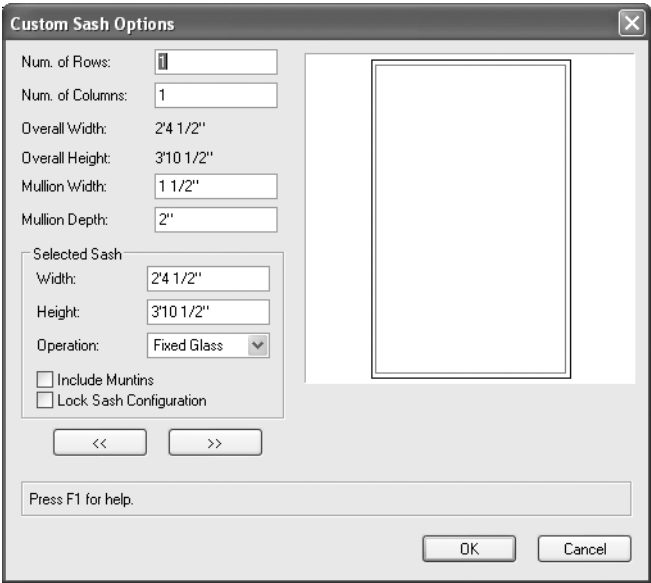 Custom Sash Options
Num. of Rows: 1
Num. of Columns: 1
Overall Width: 2'4 1/2"
Overall Height: 3'10 1/2"
Mullion Width: 1 1/2"
Mullion Depth: 2"
Selected Sash
Width: 2'4 1/2"
Height: 3'10 1/2"
Operation: Fixed Glass
Include Muntins
Lock Sash Configuration
<< >>
Press F1 for help.
OK Cancel